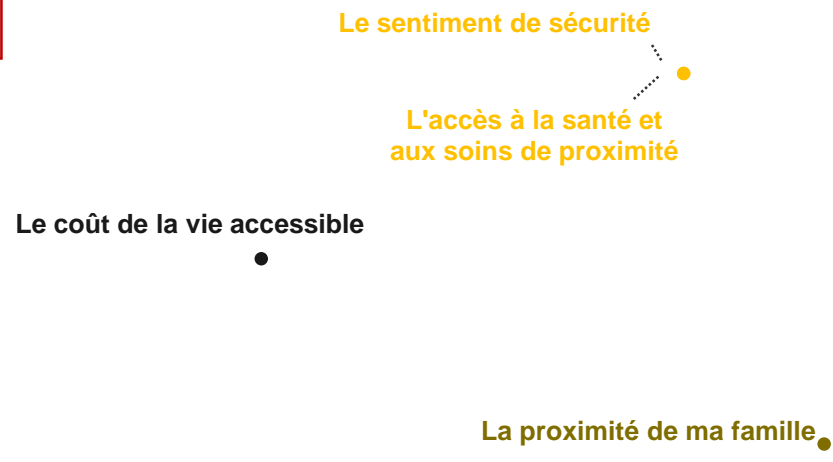 Le sentiment de sécurité
L'accès à la santé et
aux soins de proximité
Le coût de la vie accessible
La proximité de ma famille